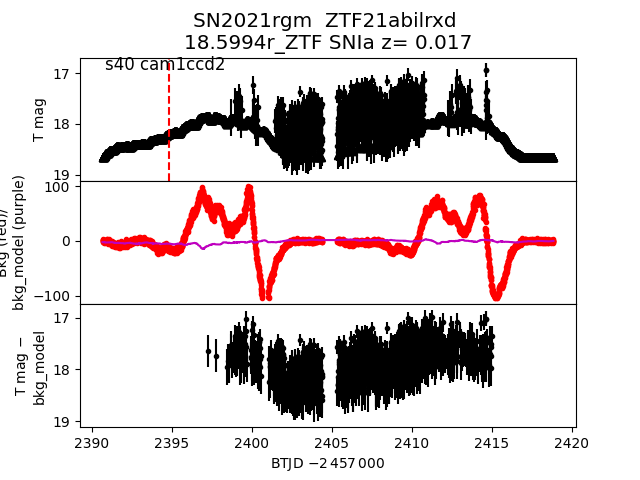 SN2021rgm  ZTF21abilrxd
18.5994r_ZTF SNIa z= 0.017
s40 cam1ccd2
17
18
19
T mag
100
0
−100
Bkg (red)/
bkg_model (purple)
17
18
19
T mag −
bkg_model
2390
2395
2400
2405
2410
2415
2420
BTJD −2 457 000